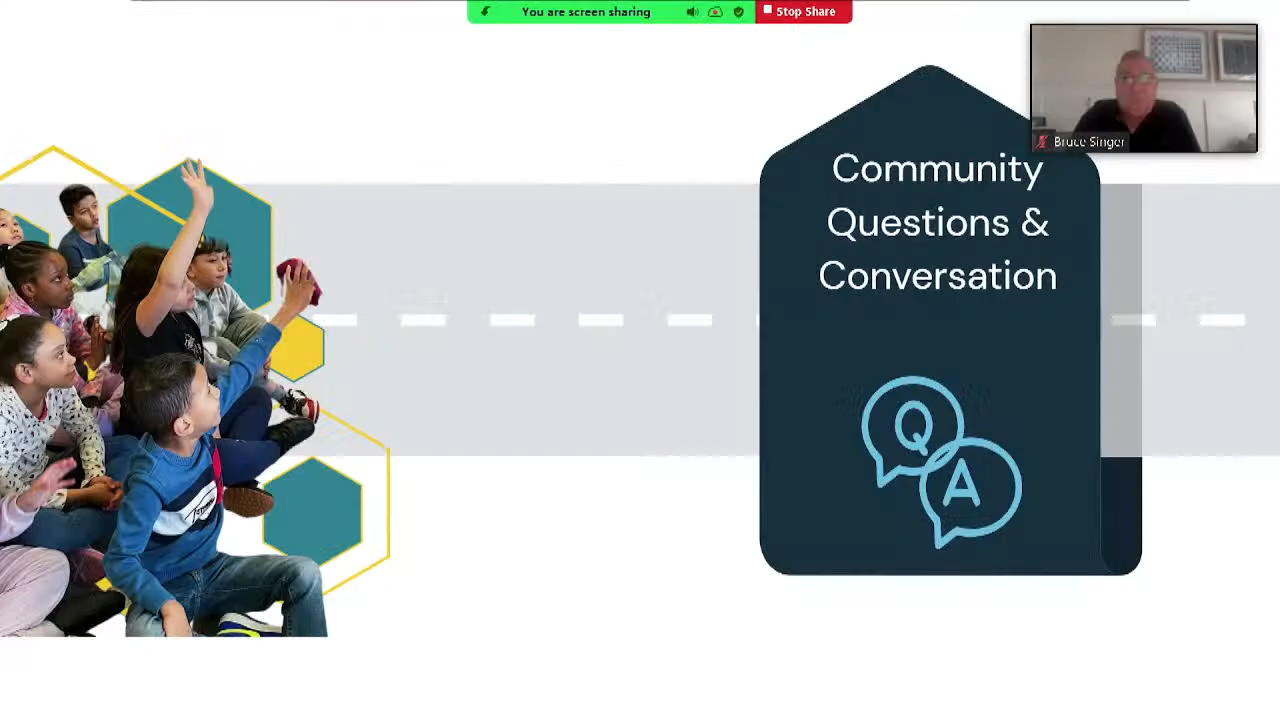 You are screen sharing
Stop Share
Bruce Singer
Community
Questions &
Conversation
Q
A